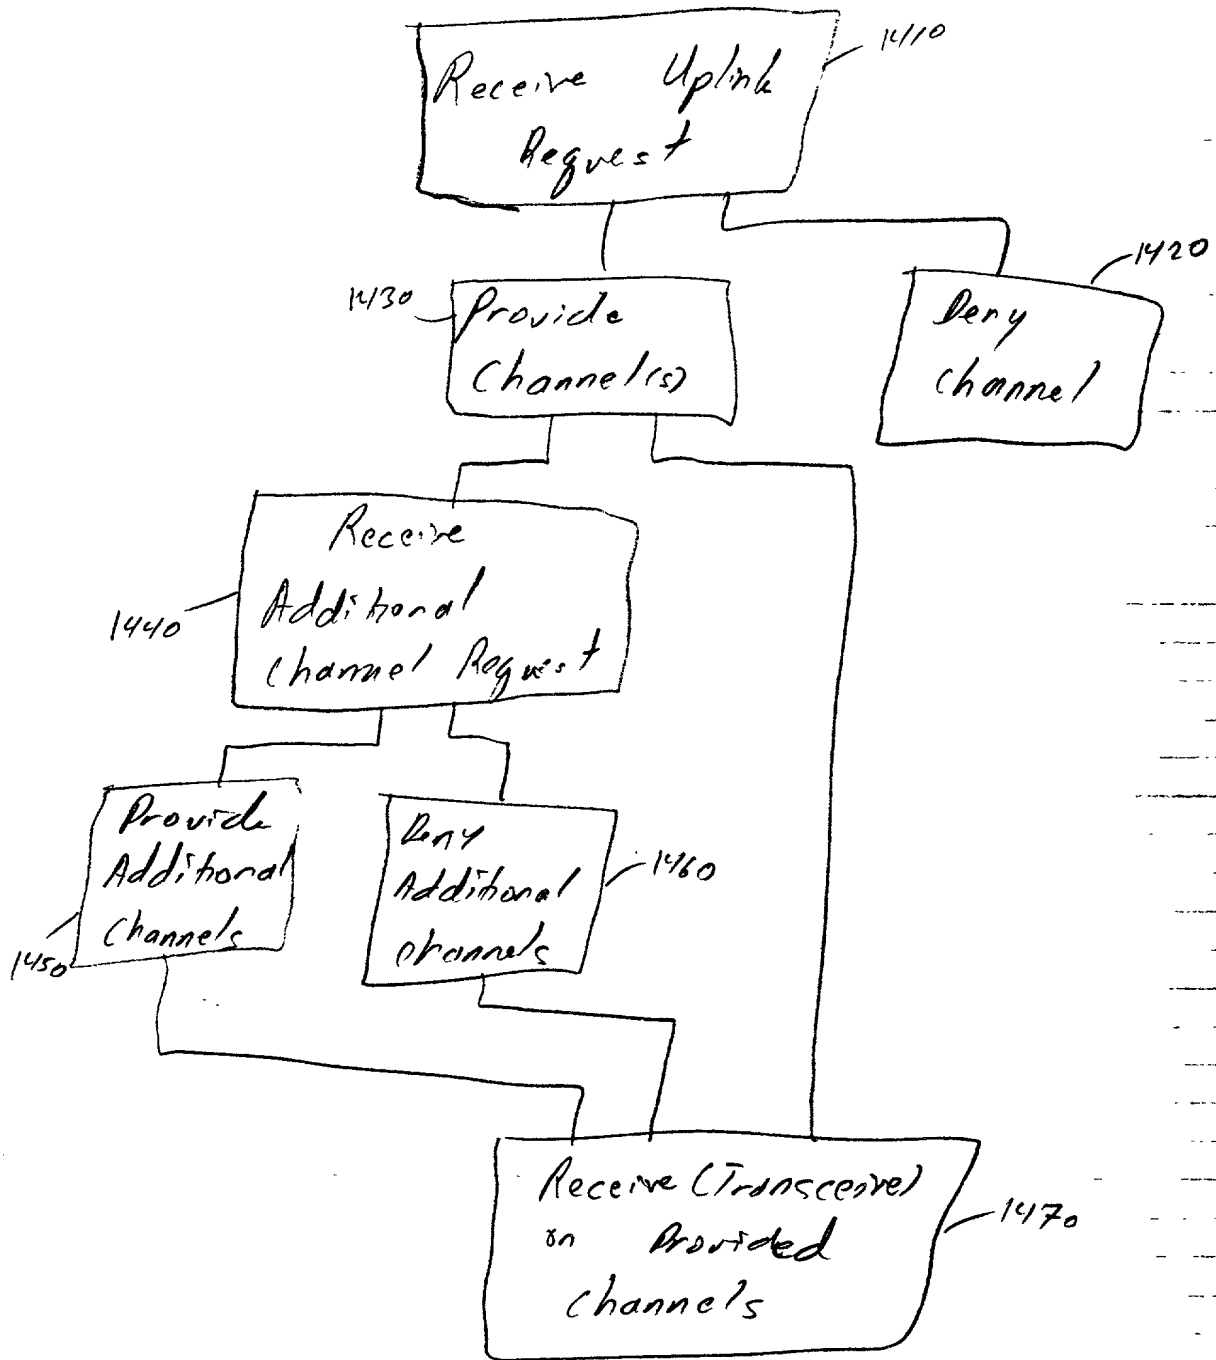 1410
Receive Uplink
Request
1420
Deny
Channel
1430
Provide
Channel(s)
1440
Receive
Additional
Channel Request
1450
Provide
Additional
Channels
1460
Deny
Additional
Channels
1470
Receive (Transceive)
on Provided
Channels